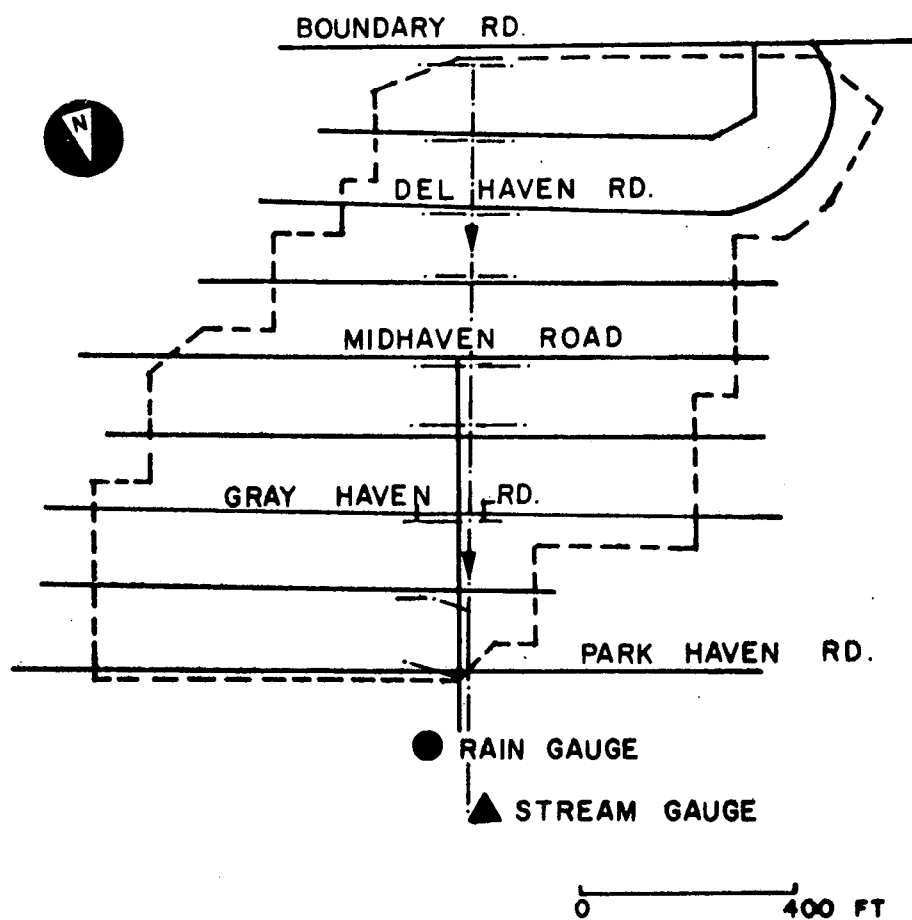 BOUNDARY RD.
N
DEL HAVEN RD.
MIDHAVEN ROAD
GRAY HAVEN RD.
PARK HAVEN RD.
RAIN GAUGE
STREAM GAUGE
0 400 FT